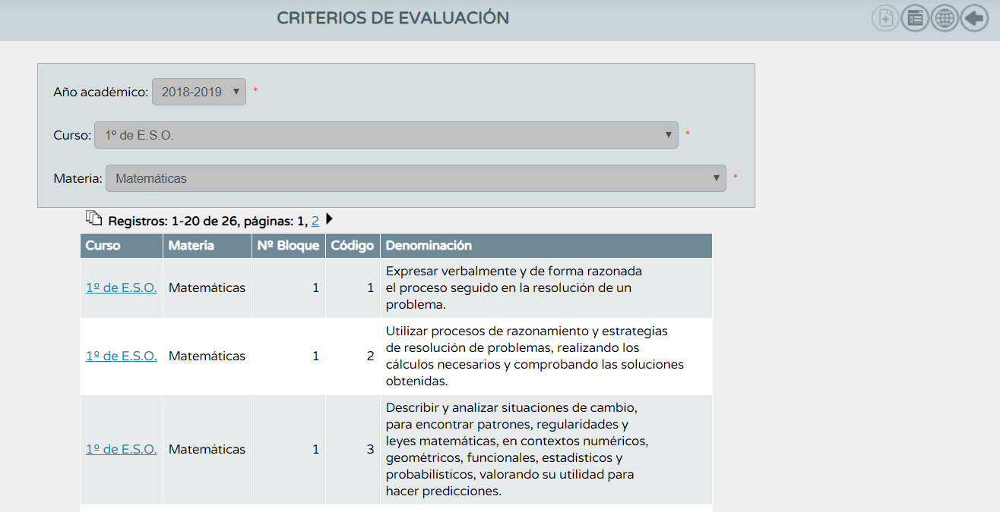 CRITERIOS DE EVALUACIÓN
Año académico: 2018-2019 ▼ *
Curso: 1º de E.S.O. ▼ *
Materia: Matemáticas ▼ *
Registros: 1-20 de 26, páginas: 1, 2
Curso Materia Nº Bloque Código Denominación
1º de E.S.O. Matemáticas 1 1 Expresar verbalmente y de forma razonada
el proceso seguido en la resolución de un
problema.
1º de E.S.O. Matemáticas 1 2 Utilizar procesos de razonamiento y estrategias
de resolución de problemas, realizando los
cálculos necesarios y comprobando las soluciones
obtenidas.
1º de E.S.O. Matemáticas 1 3 Describir y analizar situaciones de cambio,
para encontrar patrones, regularidades y
leyes matemáticas, en contextos numéricos,
geométricos, funcionales, estadísticos y
probabilísticos, valorando su utilidad para
hacer predicciones.